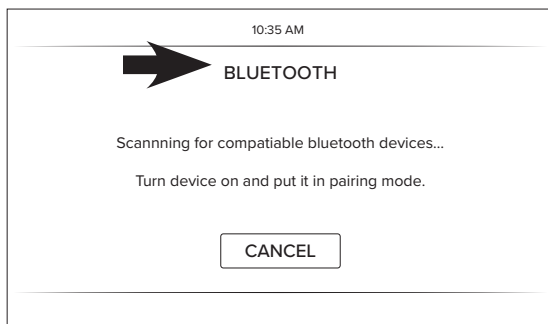 10:35 AM
BLUETOOTH
Scannning for compatiable bluetooth devices...
Turn device on and put it in pairing mode.
CANCEL